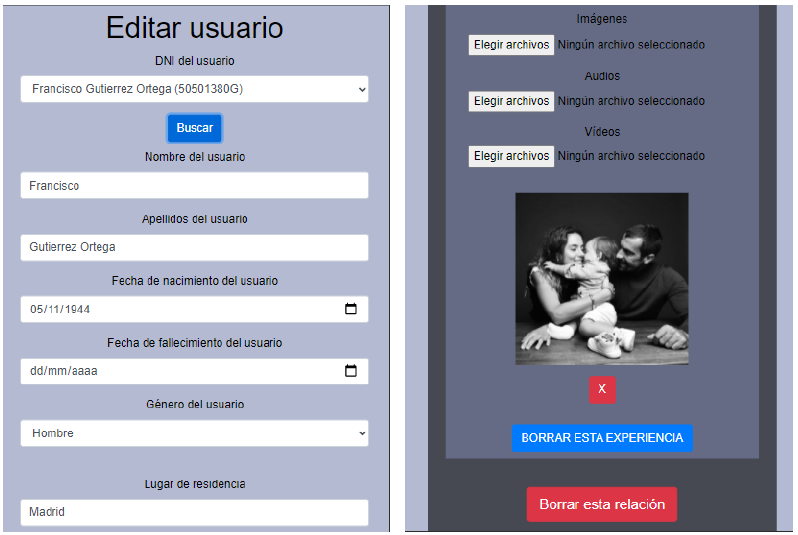 Editar usuario
DNI del usuario
Francisco Gutierrez Ortega (50501380G)
Buscar
Nombre del usuario
Francisco
Apellidos del usuario
Gutierrez Ortega
Fecha de nacimiento del usuario
05/11/1944
Fecha de fallecimiento del usuario
dd/mm/aaaa
Género del usuario
Hombre
Lugar de residencia
Madrid
Imágenes
Elegir archivos Ningún archivo seleccionado
Audios
Elegir archivos Ningún archivo seleccionado
Vídeos
Elegir archivos Ningún archivo seleccionado
X
BORRAR ESTA EXPERIENCIA
Borrar esta relación